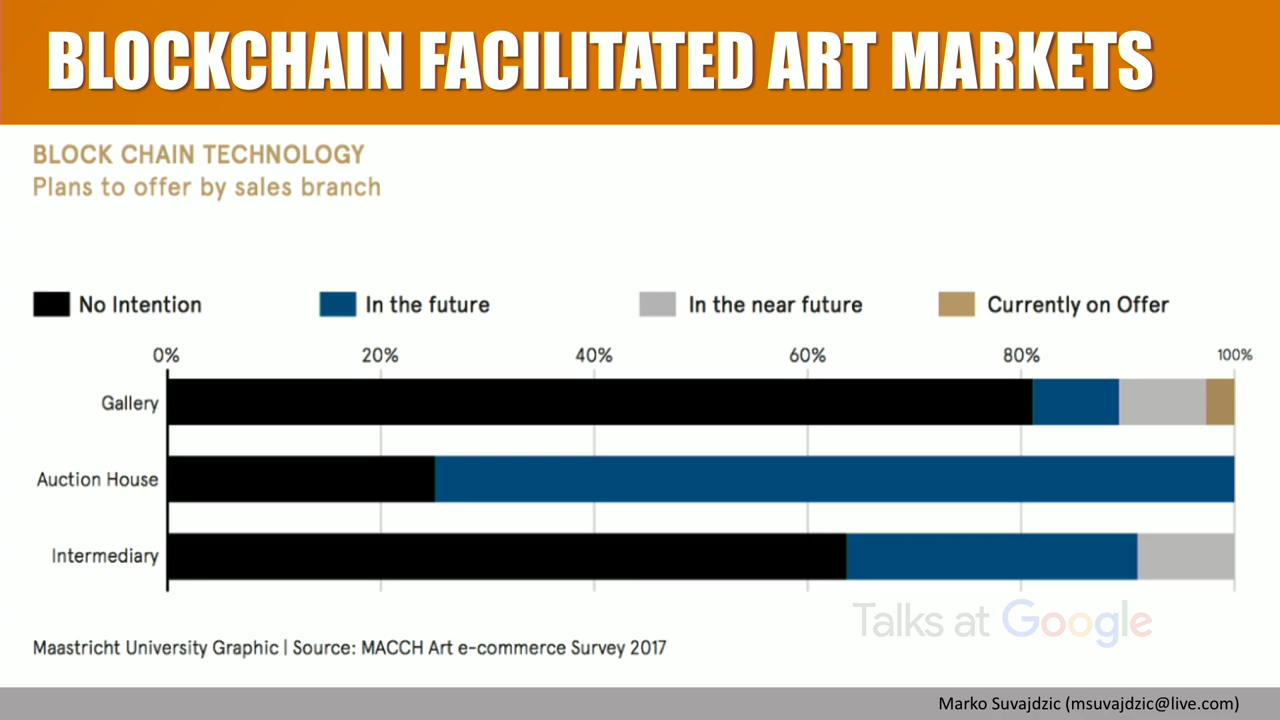 BLOCKCHAIN FACILITATED ART MARKETS
BLOCK CHAIN TECHNOLOGY
Plans to offer by sales branch
No Intention In the future In the near future Currently on Offer
0% 20% 40% 60% 80% 100%
Gallery
Auction House
Intermediary
Talks at Google
Maastricht University Graphic | Source: MACCH Art e-commerce Survey 2017
Marko Suvajdzic (msuvajdzic@live.com)